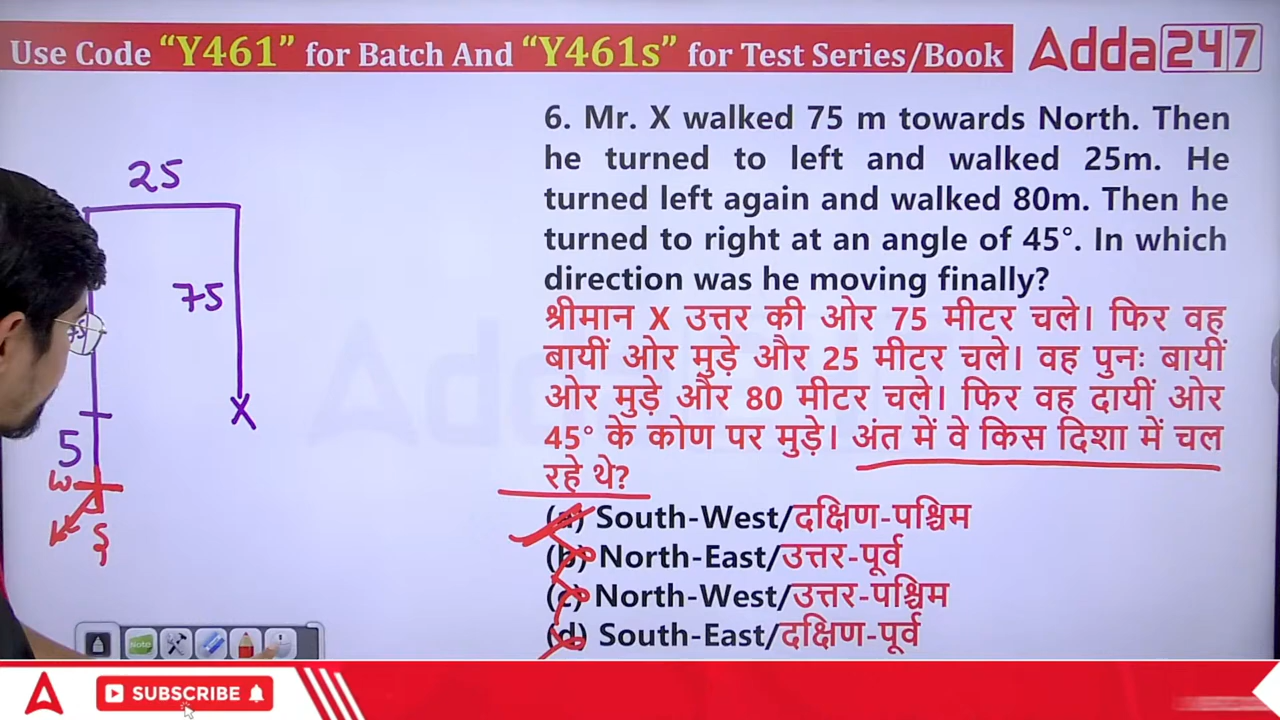 Use Code "Y461" for Batch And "Y461s" for Test Series/Book
Adda247
6. Mr. X walked 75 m towards North. Then
he turned to left and walked 25m. He
turned left again and walked 80m. Then he
turned to right at an angle of 45°. In which
direction was he moving finally?
श्रीमान X उत्तर की ओर 75 मीटर चले। फिर वह
बायीं ओर मुड़े और 25 मीटर चले। वह पुनः बायीं
ओर मुड़े और 80 मीटर चले। फिर वह दायीं ओर
45° के कोण पर मुड़े। अंत में वे किस दिशा में चल
रहे थे?
(a) South-West/दक्षिण-पश्चिम
(b) North-East/उत्तर-पूर्व
(c) North-West/उत्तर-पश्चिम
(d) South-East/दक्षिण-पूर्व
25
75
X
5
W
S
Note
SUBSCRIBE